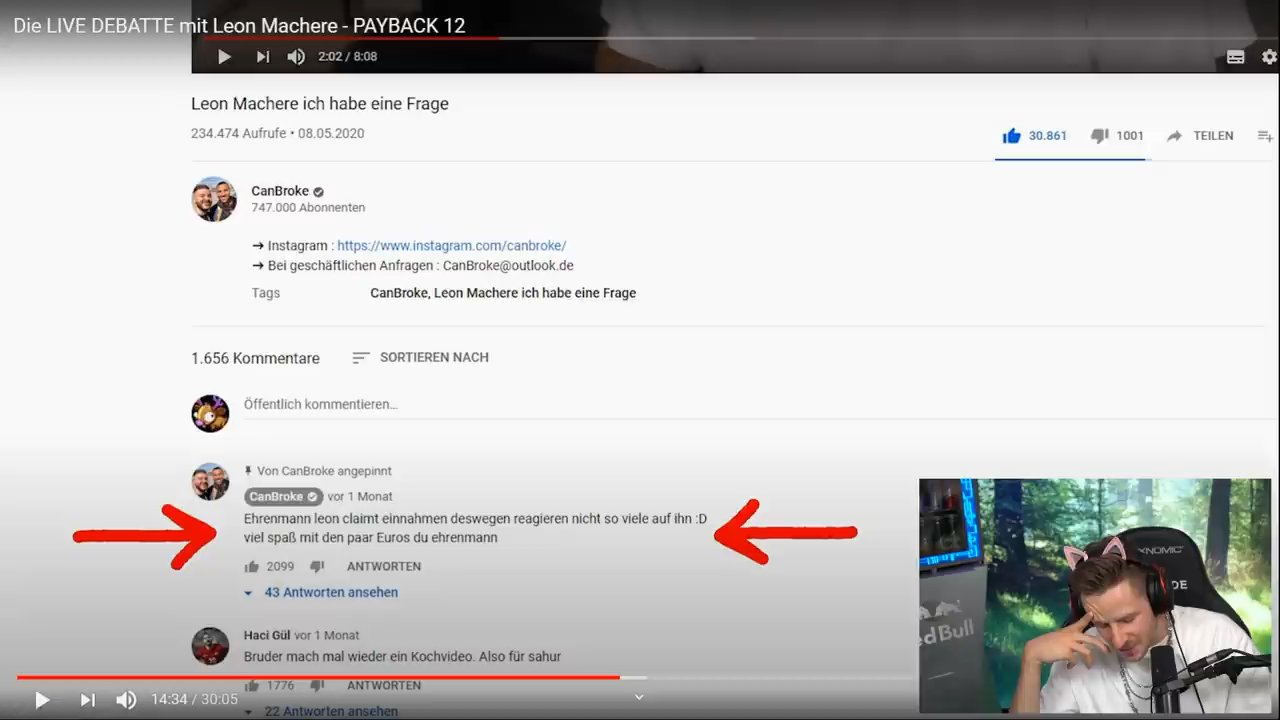 Die LIVE DEBATTE mit Leon Machere - PAYBACK 12
2:02 / 8:08
Leon Machere ich habe eine Frage
234.474 Aufrufe • 08.05.2020
30.861 1001 TEILEN
CanBroke
747.000 Abonnenten
➔ Instagram : https://www.instagram.com/canbroke/
➔ Bei geschäftlichen Anfragen : CanBroke@outlook.de
Tags CanBroke, Leon Machere ich habe eine Frage
1.656 Kommentare SORTIEREN NACH
Öffentlich kommentieren...
Von CanBroke angepinnt
CanBroke vor 1 Monat
Ehrenmann leon claimt einnahmen deswegen reagieren nicht so viele auf ihn :D
viel spaß mit den paar Euros du ehrenmann
2099 ANTWORTEN
43 Antworten ansehen
Haci Gül vor 1 Monat
Bruder mach mal wieder ein Kochvideo. Also für sahur
1776 ANTWORTEN
22 Antworten ansehen
14:34 / 30:05
XNOMIC
DE
edBull